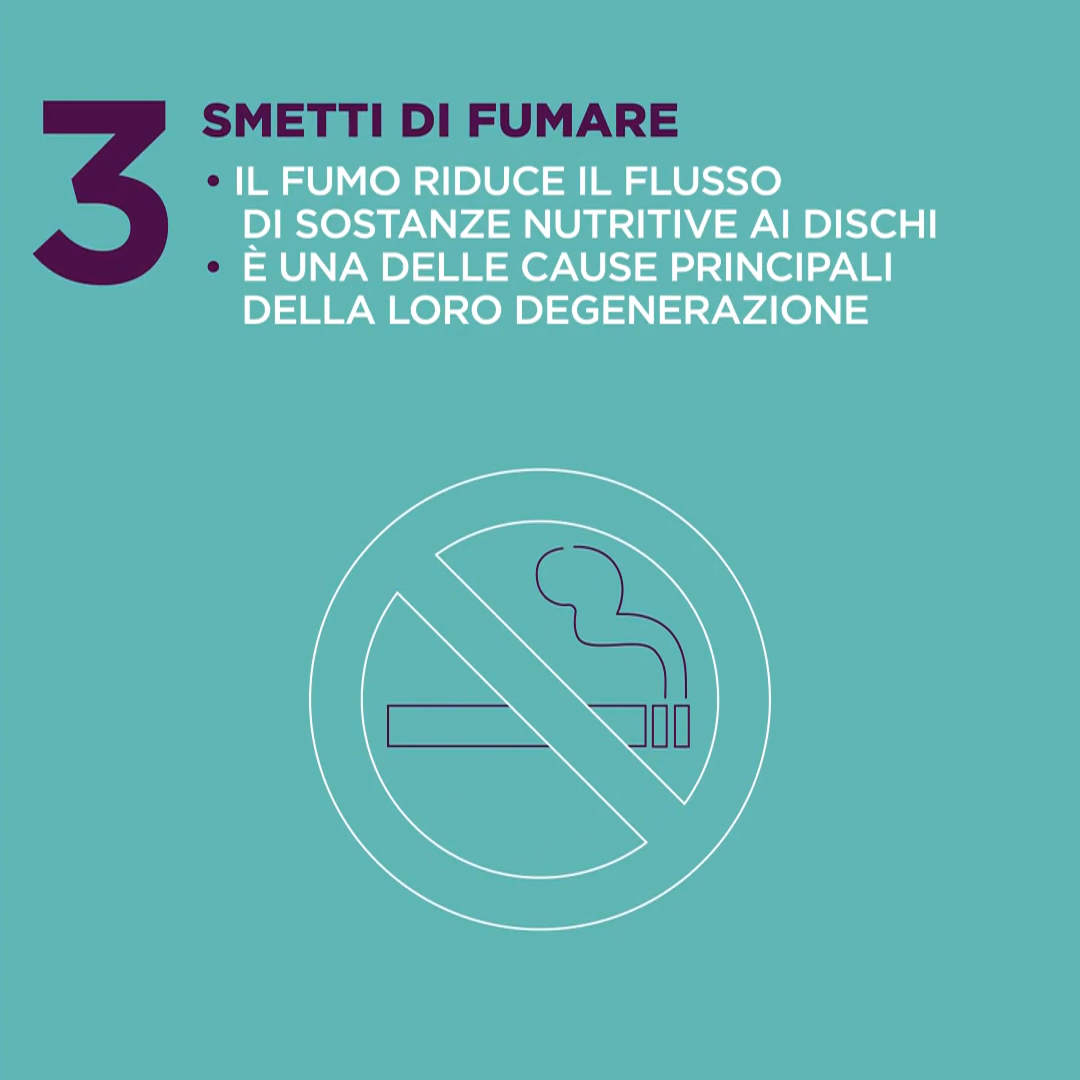 3
SMETTI DI FUMARE
• IL FUMO RIDUCE IL FLUSSO
DI SOSTANZE NUTRITIVE AI DISCHI
• È UNA DELLE CAUSE PRINCIPALI
DELLA LORO DEGENERAZIONE